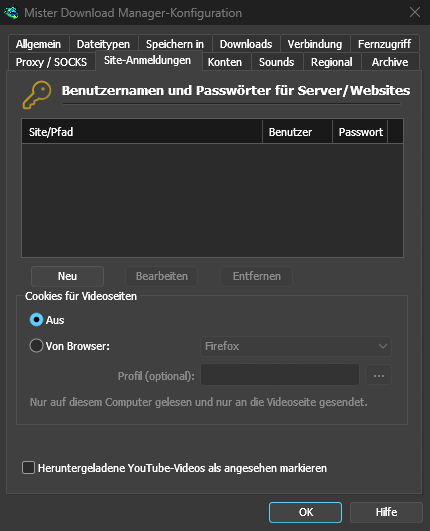 Mister Download Manager-Konfiguration
Allgemein Dateitypen Speichern in Downloads Verbindung Fernzugriff
Proxy / SOCKS Site-Anmeldungen Konten Sounds Regional Archive
Benutzernamen und Passwörter für Server/Websites
Site/Pfad Benutzer Passwort
Neu Bearbeiten Entfernen
Cookies für Videoseiten
Aus
Von Browser: Firefox
Profil (optional): ...
Nur auf diesem Computer gelesen und nur an die Videoseite gesendet.
Heruntergeladene YouTube-Videos als angesehen markieren
OK Hilfe